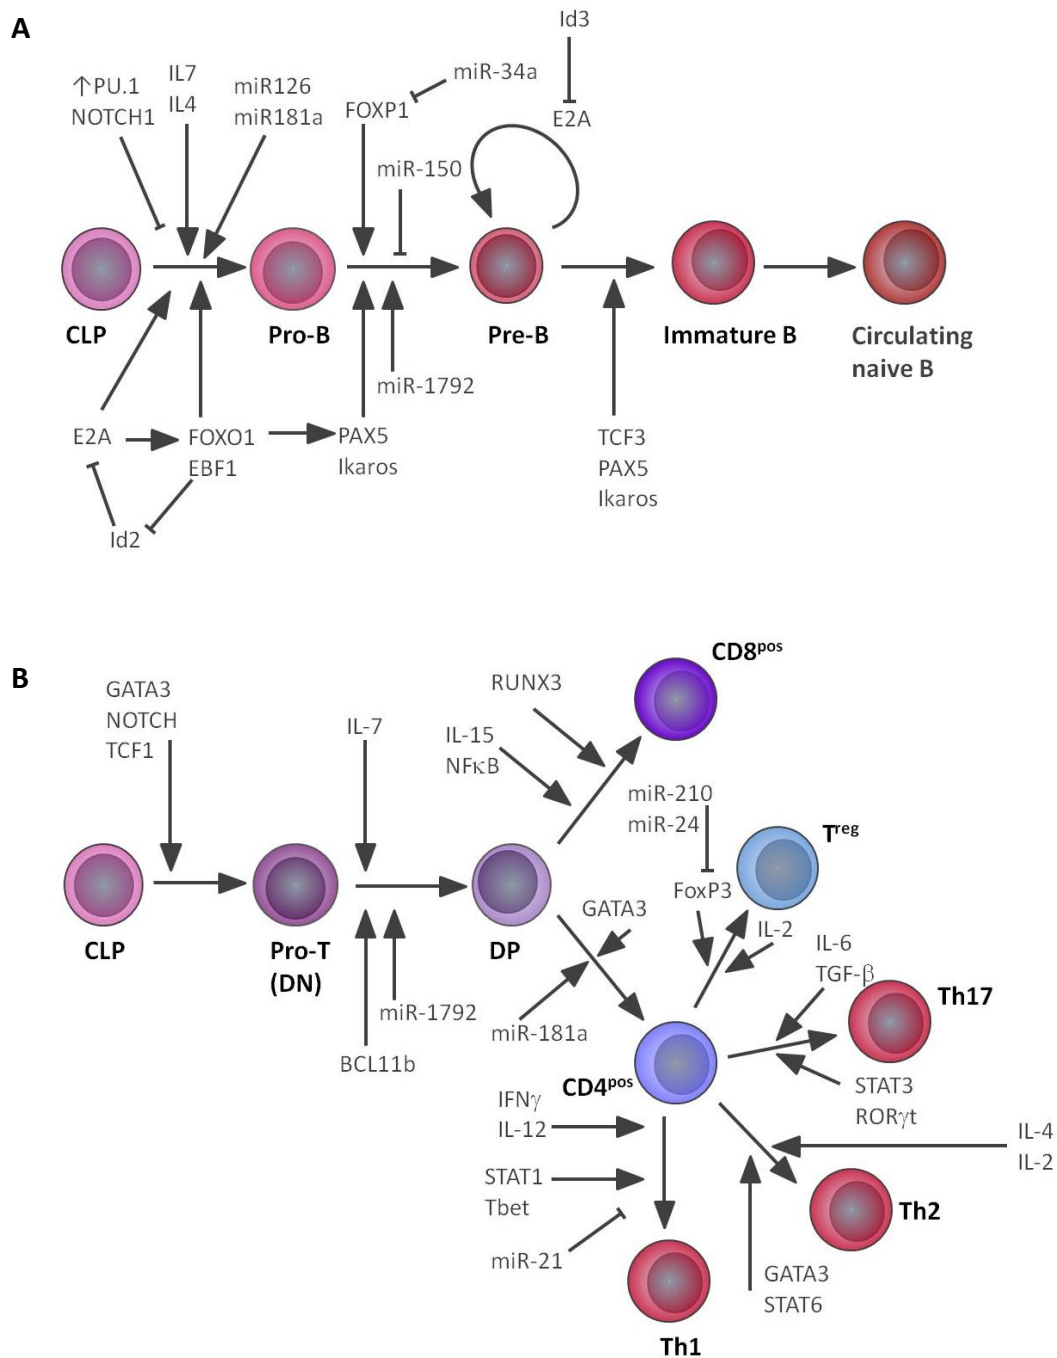 A
Id3
↑PU.1
NOTCH1
IL7
IL4
miR126
miR181a
miR-34a
FOXP1
E2A
miR-150
CLP
Pro-B
Pre-B
Immature B
Circulating
naive B
miR-1792
E2A
FOXO1
EBF1
PAX5
Ikaros
TCF3
PAX5
Ikaros
Id2
B
CD8pos
GATA3
NOTCH
TCF1
IL-7
RUNX3
IL-15
NFκB
miR-210
miR-24
Treg
FoxP3
GATA3
IL-2
IL-6
TGF-β
CLP
Pro-T
(DN)
DP
Th17
miR-1792
miR-181a
BCL11b
CD4pos
STAT3
RORγt
IFNγ
IL-12
IL-4
IL-2
STAT1
Tbet
Th2
miR-21
GATA3
STAT6
Th1